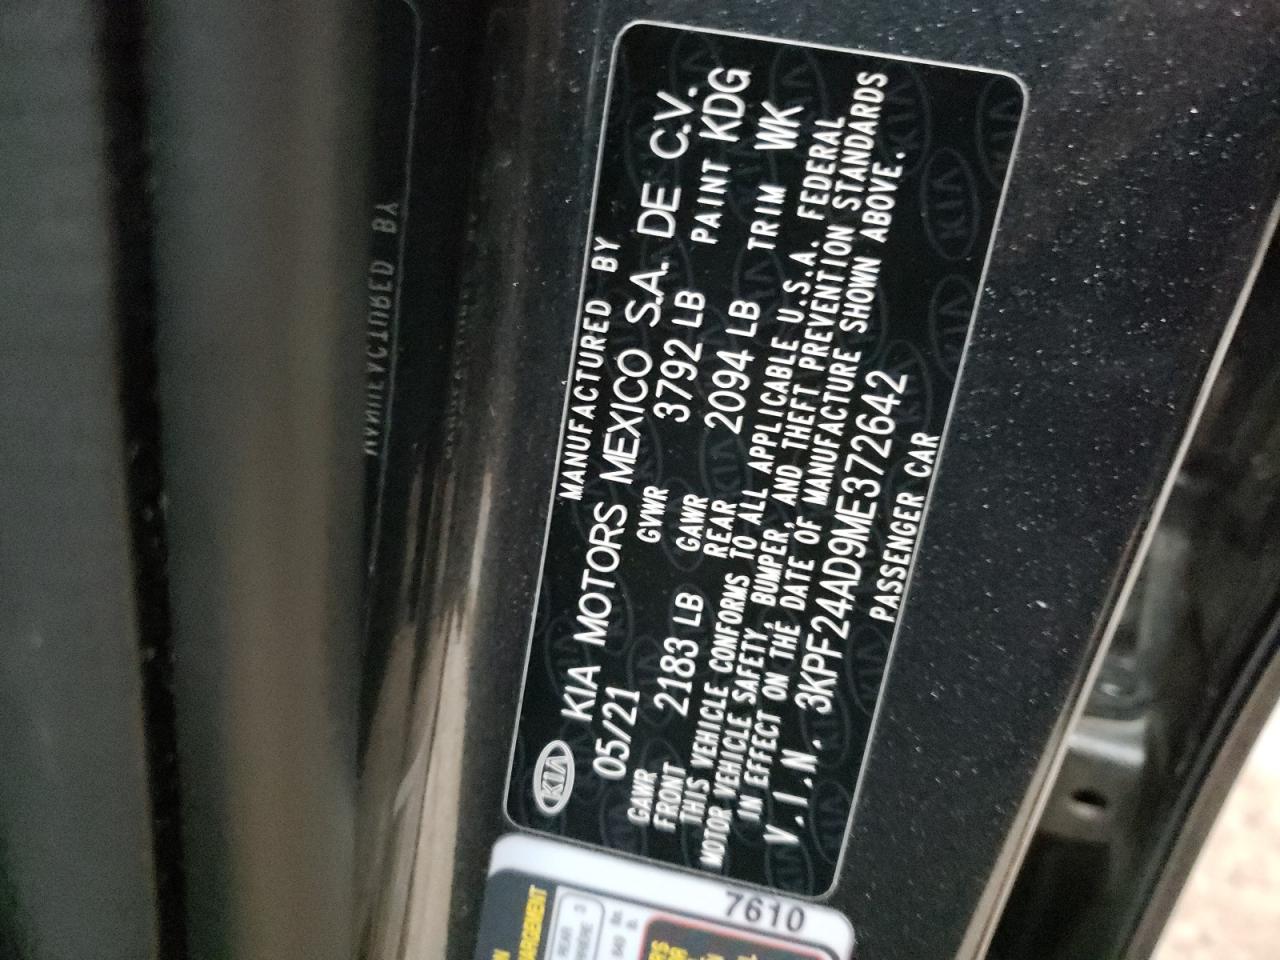 MANUFACTURED BY
KIA KIA MOTORS MEXICO S.A. DE C.V.
05/21 GVWR 3792 LB PAINT KDG
GAWR FRONT 2183 LB GAWR REAR 2094 LB TRIM WK
THIS VEHICLE CONFORMS TO ALL APPLICABLE U.S.A. FEDERAL
MOTOR VEHICLE SAFETY, BUMPER, AND THEFT PREVENTION STANDARDS
IN EFFECT ON THE DATE OF MANUFACTURE SHOWN ABOVE.
V.I.N. 3KPF24AD9ME372642
PASSENGER CAR
7610